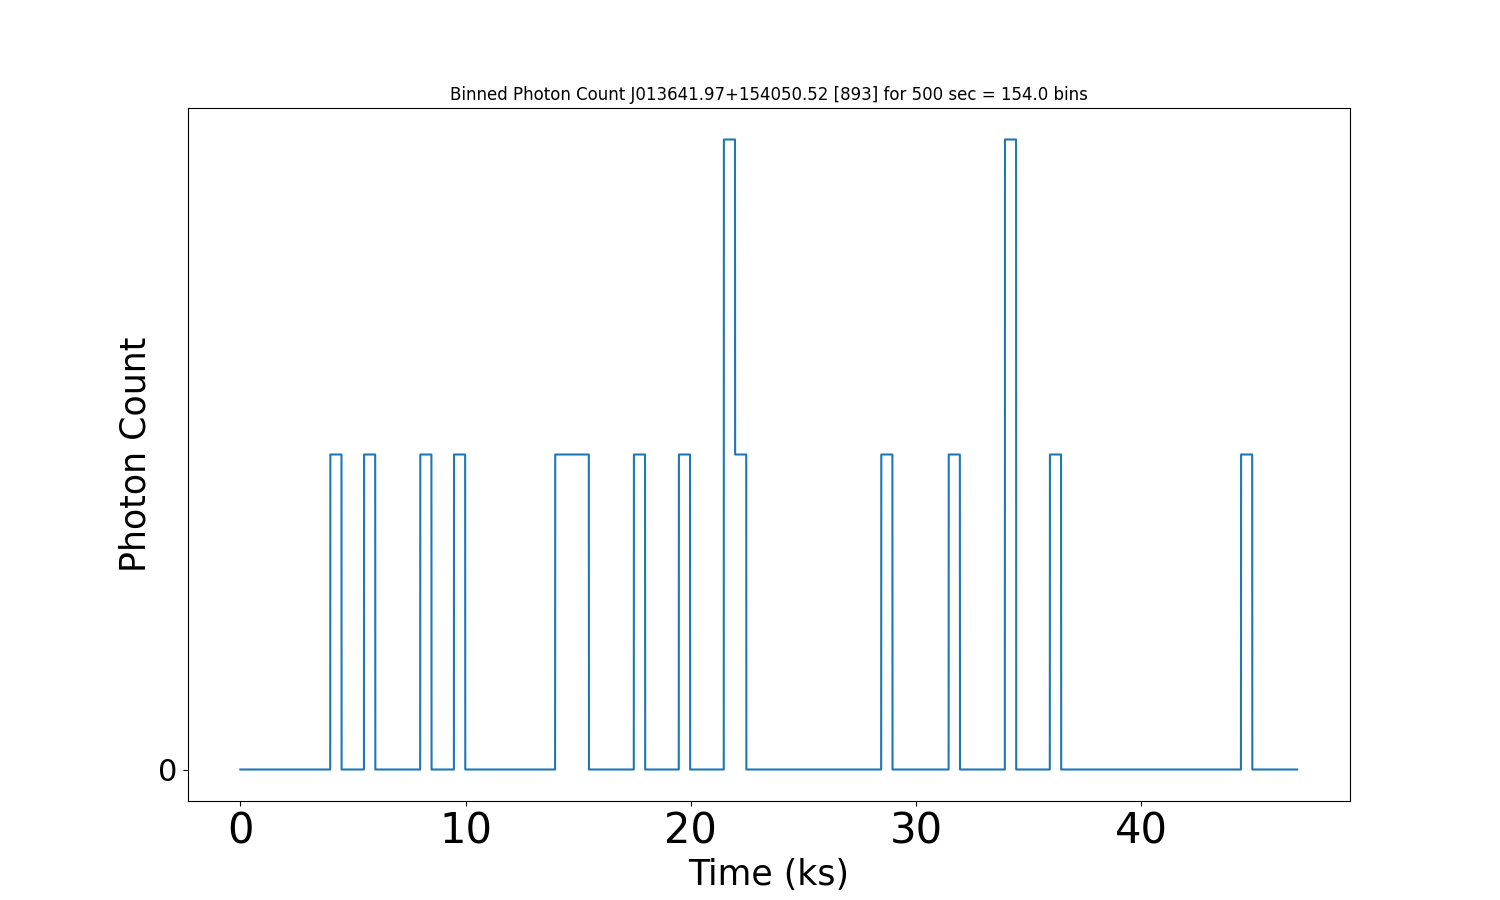 Binned Photon Count J013641.97+154050.52 [893] for 500 sec = 154.0 bins
Photon Count
0
0 10 20 30 40
Time (ks)